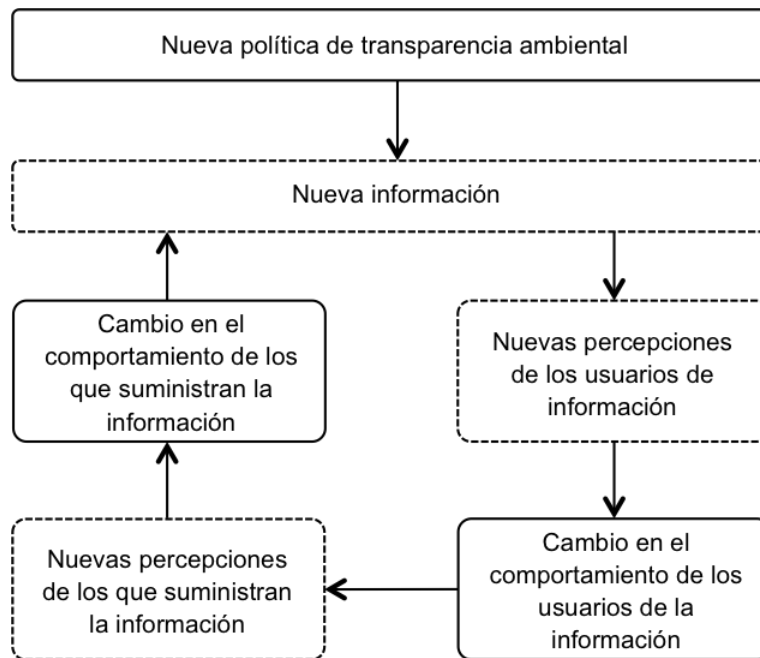 Nueva política de transparencia ambiental
Nueva información
Cambio en el
comportamiento de los
que suministran la
información
Nuevas percepciones
de los usuarios de
información
Nuevas percepciones
de los que suministran
la información
Cambio en el
comportamiento de los
usuarios de la
información